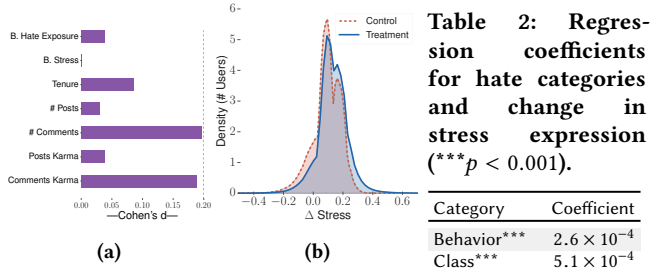 B. Hate Exposure
B. Stress
Tenure
# Posts
# Comments
Posts Karma
Comments Karma
0.00 0.05 0.10 0.15 0.20
—Cohen's d—
(a)
Control
Treatment
Density (# Users)
6
5
4
3
2
1
0
−0.4 −0.2 0.0 0.2 0.4 0.6
Δ Stress
(b)
Table 2: Regres-
sion coefficients
for hate categories
and change in
stress expression
(***p < 0.001).
Category Coefficient
Behavior*** 2.6 × 10⁻⁴
Class*** 5.1 × 10⁻⁴